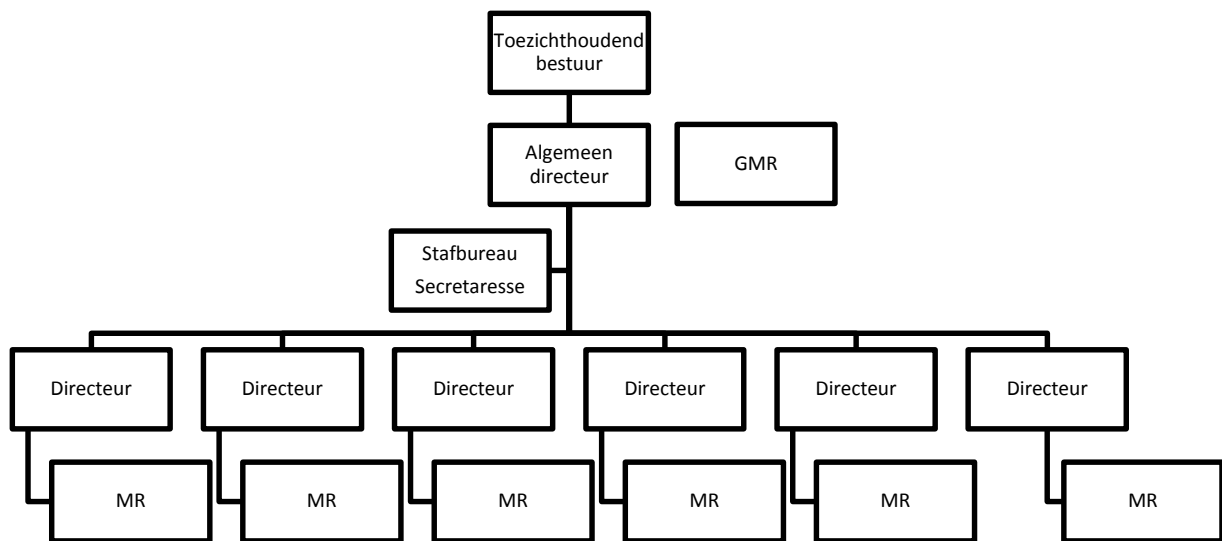 Toezichthoudend
bestuur
Algemeen
directeur
GMR
Stafbureau
Secretaresse
Directeur
Directeur
Directeur
Directeur
Directeur
Directeur
MR
MR
MR
MR
MR
MR